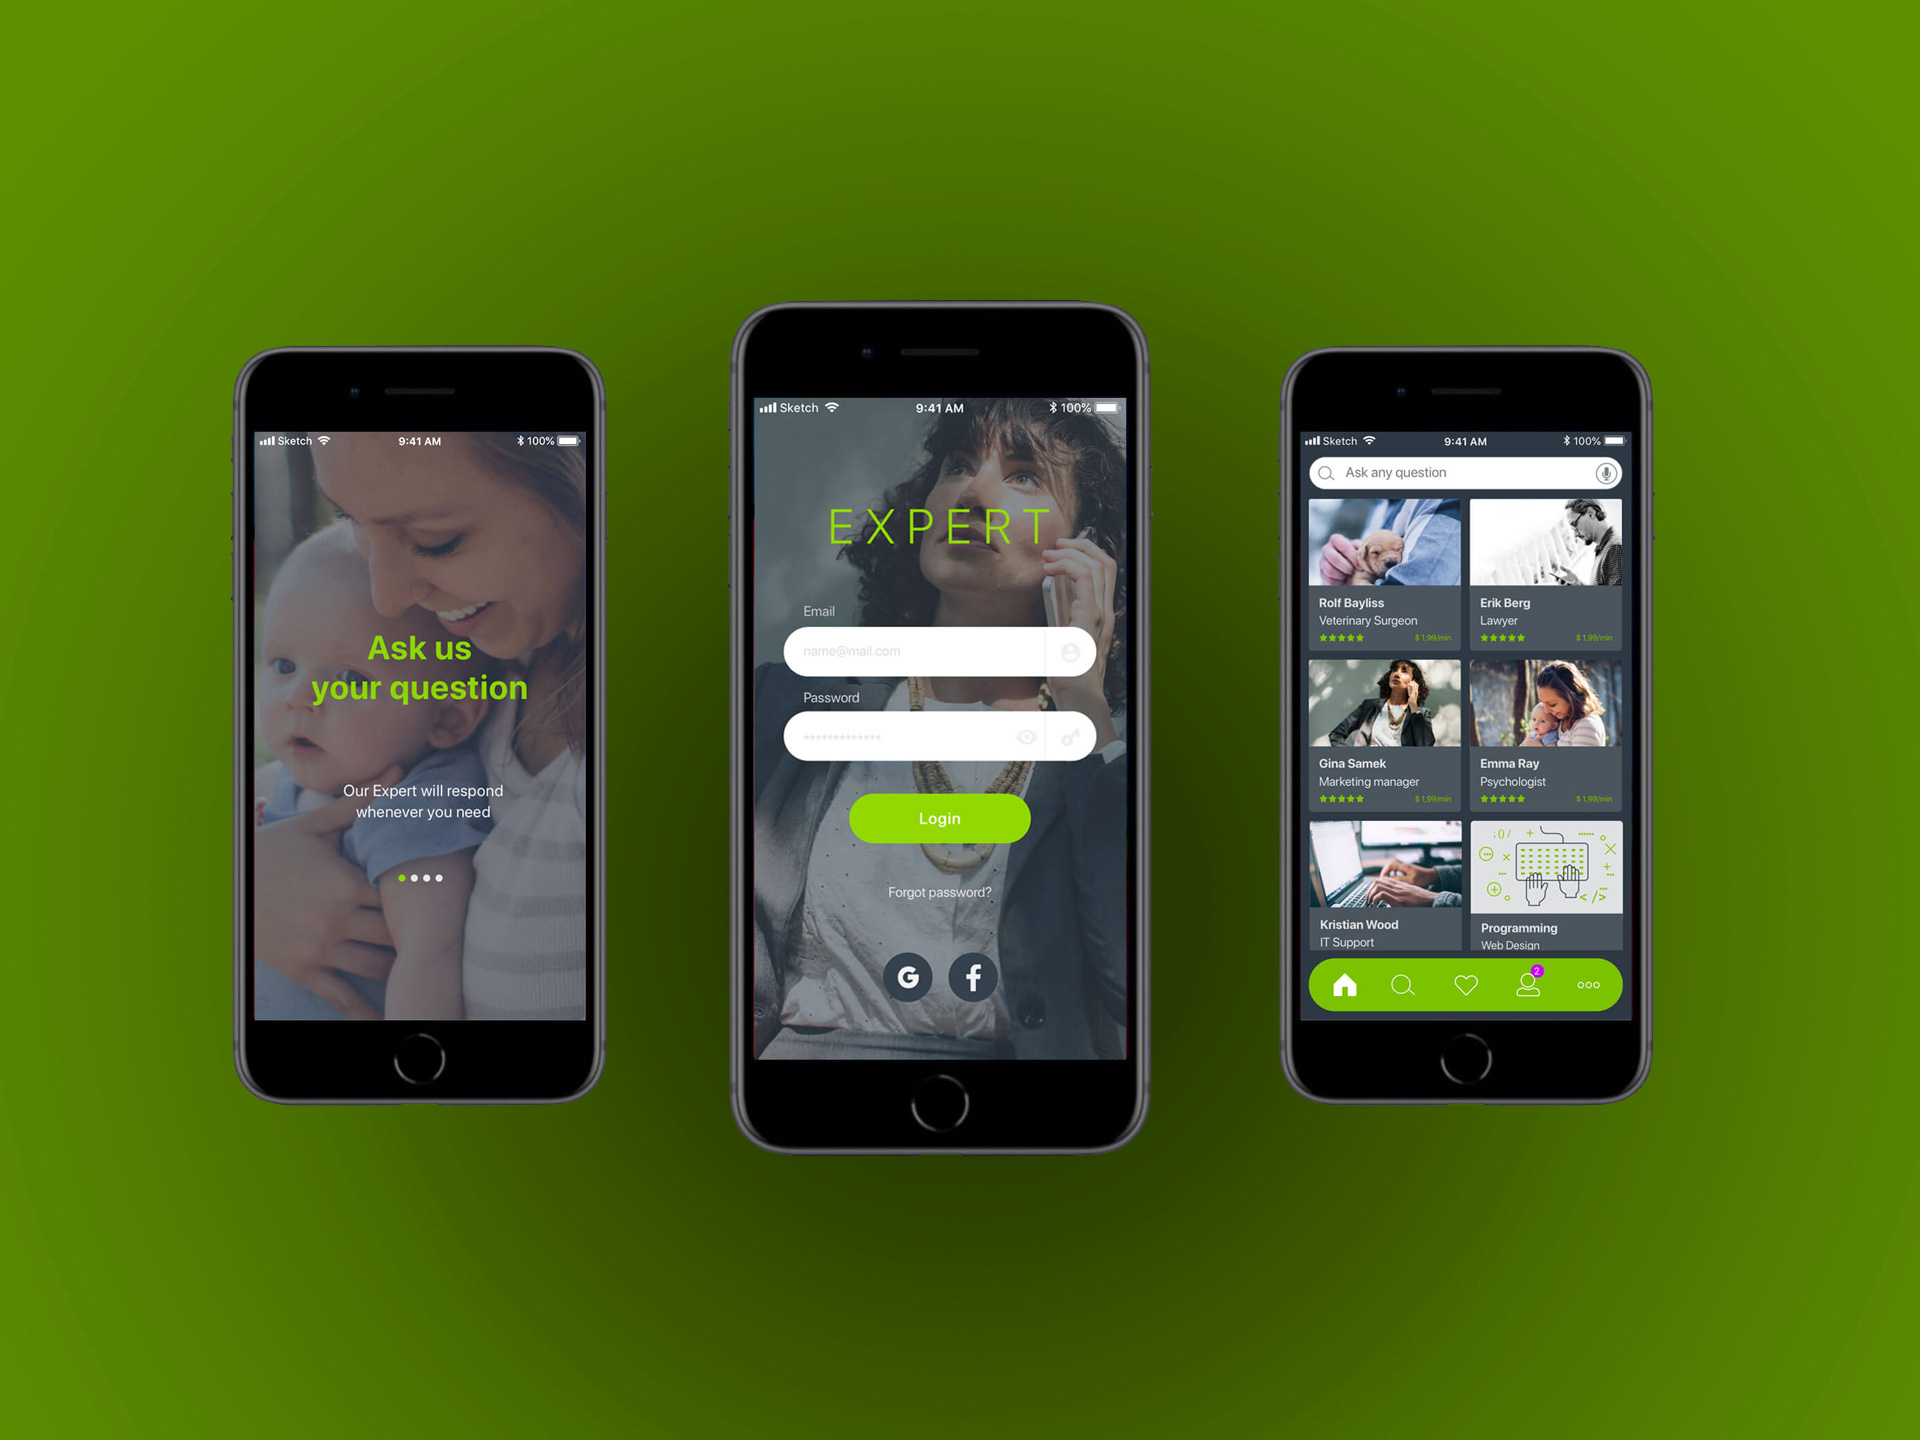 Sketch 9:41 AM 100%
Ask us
your question
Our Expert will respond
whenever you need
Sketch 9:41 AM 100%
EXPERT
Email
name@mail.com
Password
*************
Login
Forgot password?
G f
Sketch 9:41 AM 100%
Ask any question
Rolf Bayliss
Veterinary Surgeon
$ 1,99/min
Erik Berg
Lawyer
$ 1,99/min
Gina Samek
Marketing manager
$ 1,99/min
Emma Ray
Psychologist
$ 1,99/min
Kristian Wood
IT Support
:0/
</>
Programming
Web Design
2